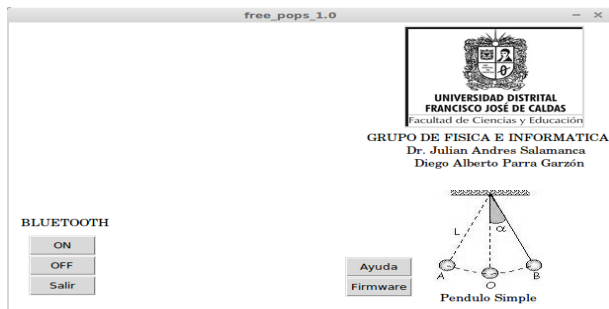 free_pops_1.0
UNIVERSIDAD DISTRITAL
FRANCISCO JOSÉ DE CALDAS
Facultad de Ciencias y Educación
GRUPO DE FISICA E INFORMATICA
Dr. Julian Andres Salamanca
Diego Alberto Parra Garzón
BLUETOOTH
ON
OFF
Salir
Ayuda
Firmware
L
α
A
O
B
Pendulo Simple